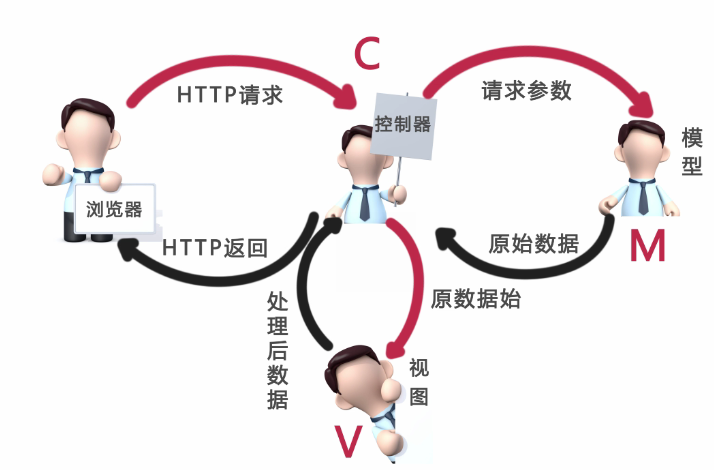 C
HTTP请求
请求参数
控制器
模型
浏览器
M
HTTP返回
原始数据
处理后数据
原数据始
视图
V